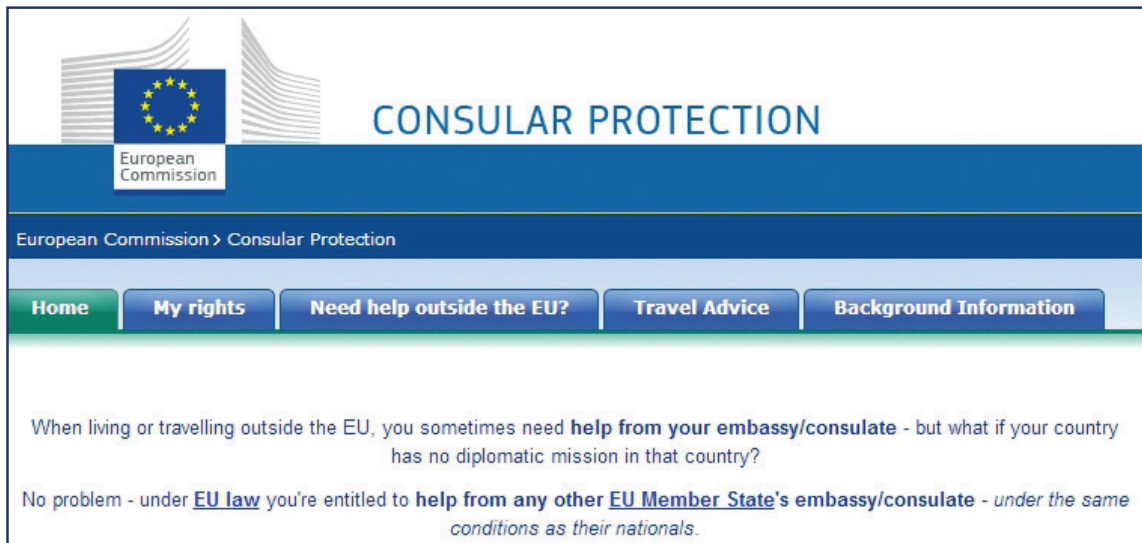 CONSULAR PROTECTION
European
Commission
European Commission > Consular Protection
Home My rights Need help outside the EU? Travel Advice Background Information
When living or travelling outside the EU, you sometimes need help from your embassy/consulate - but what if your country
has no diplomatic mission in that country?
No problem - under EU law you're entitled to help from any other EU Member State's embassy/consulate - under the same
conditions as their nationals.